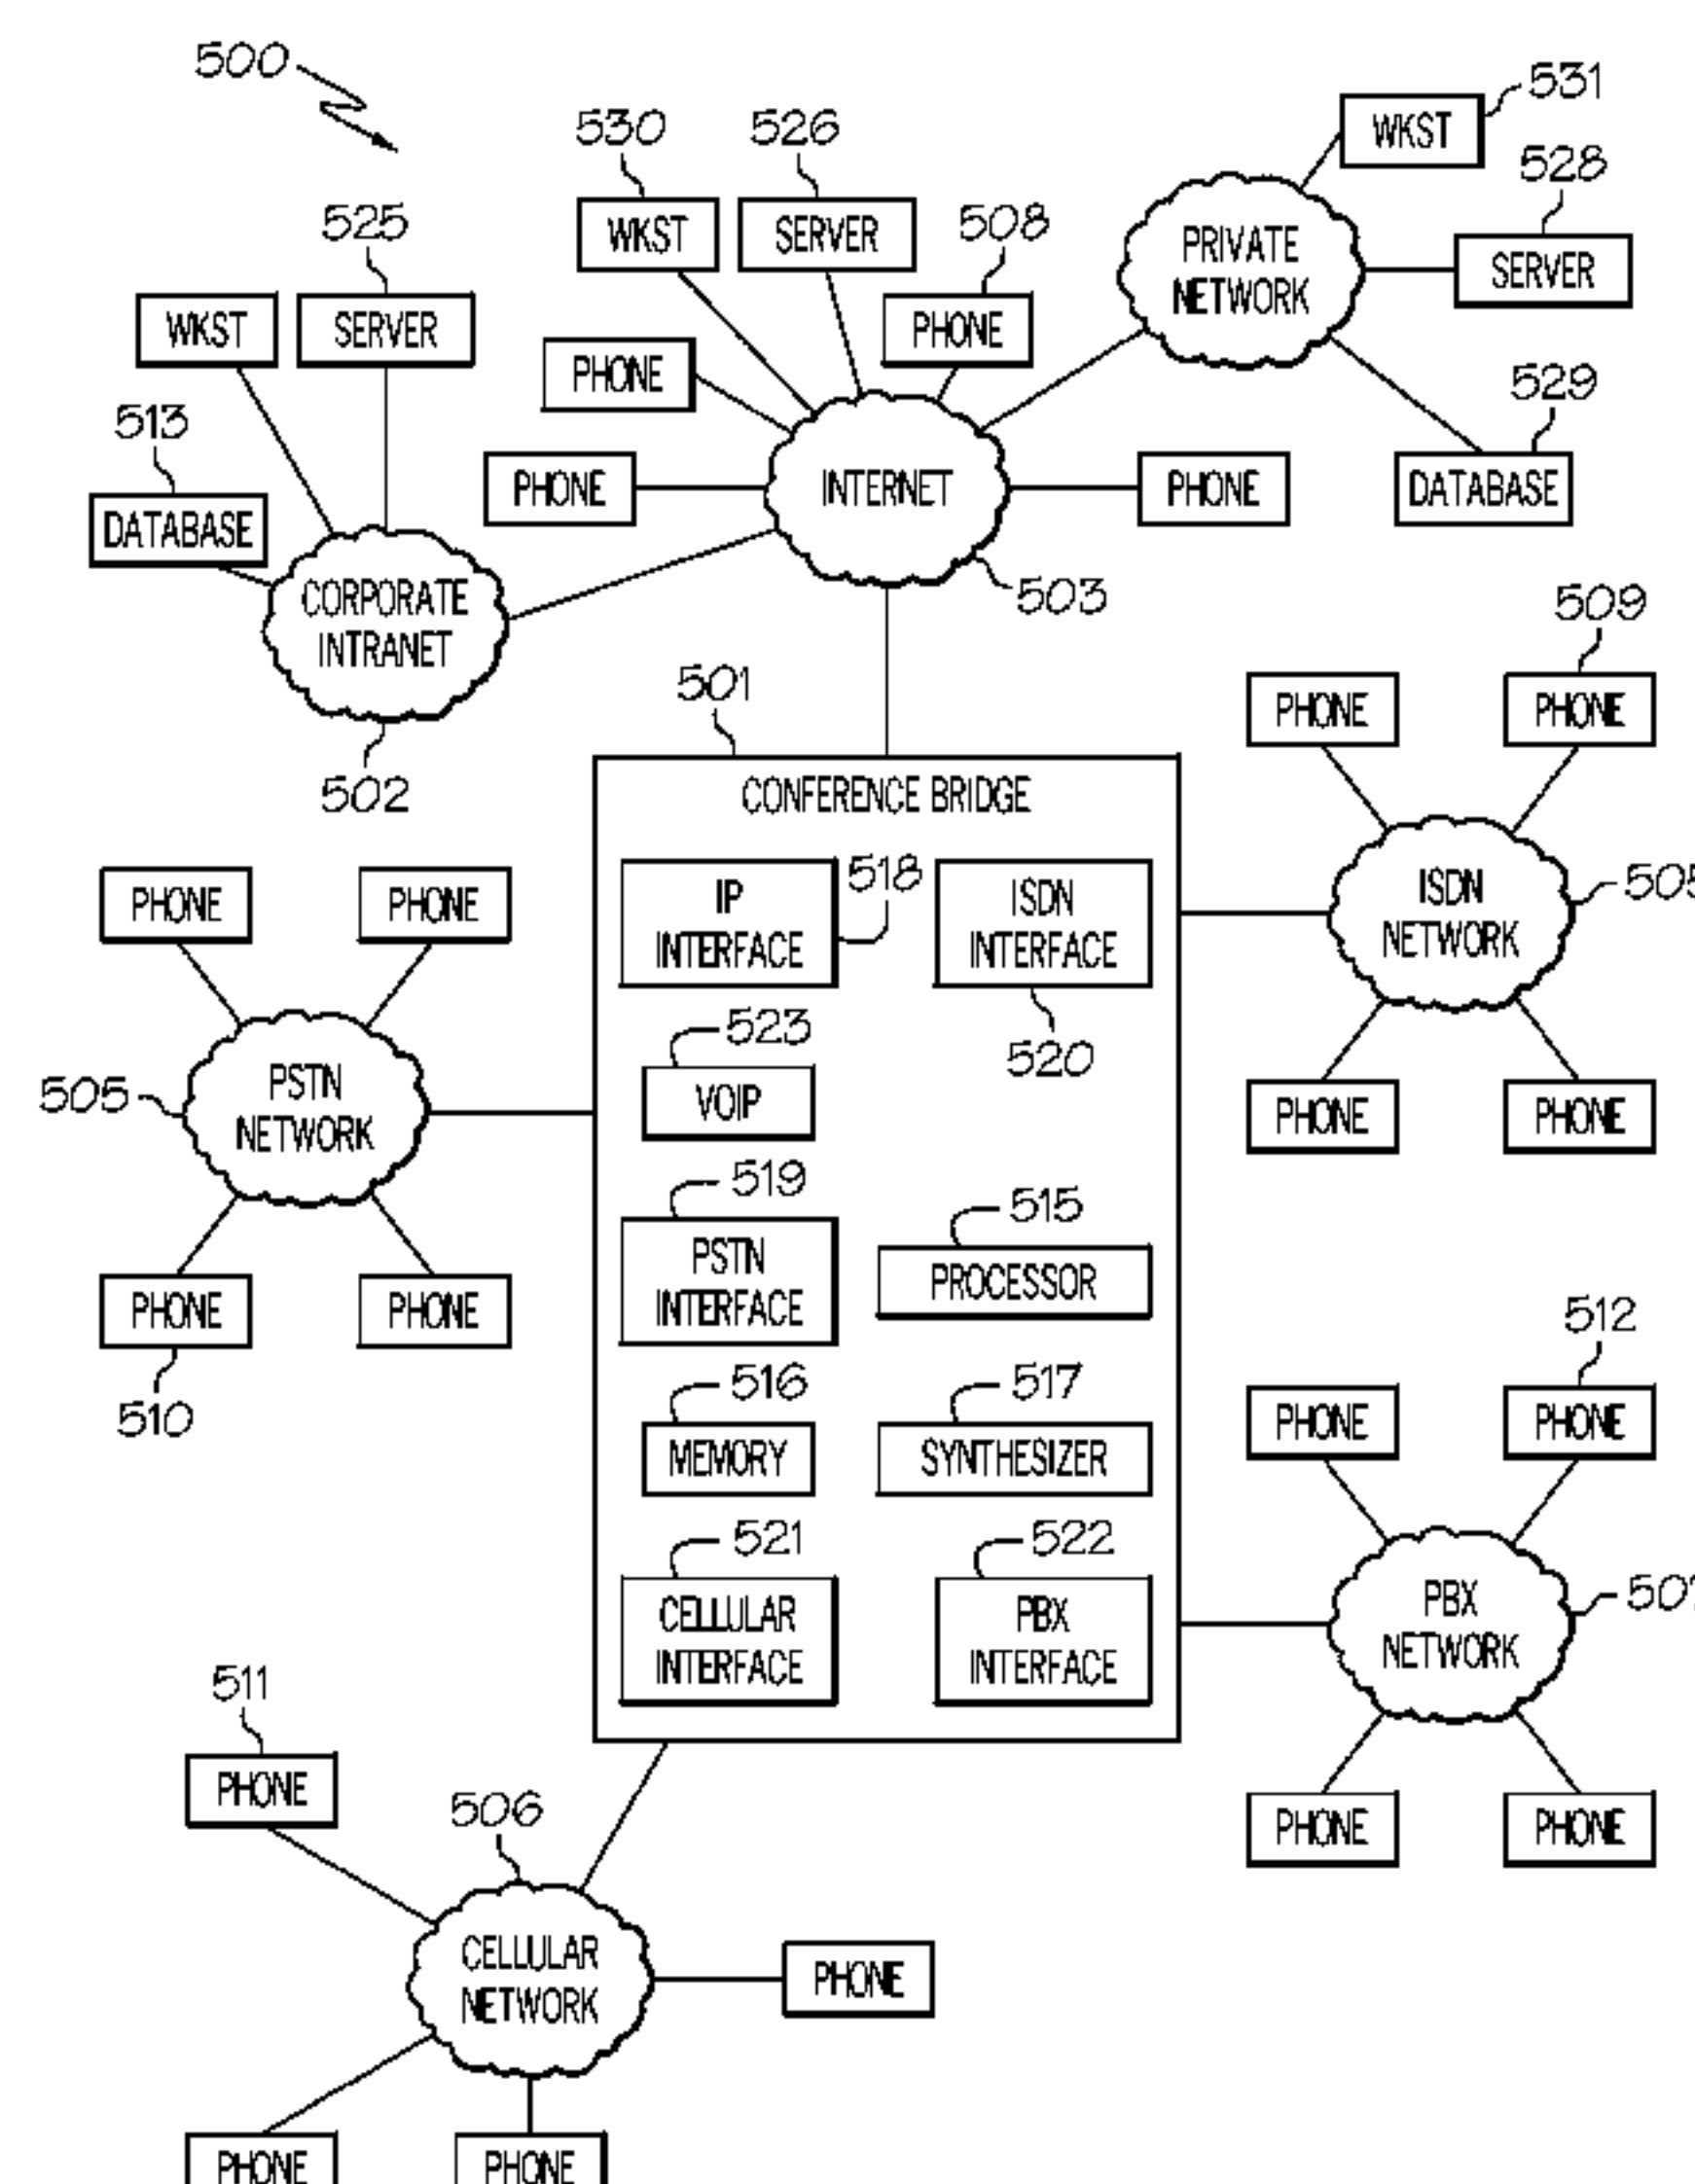 500
531
WKST
530
526
528
WKST
SERVER
525
508
PRIVATE
NETWORK
SERVER
WKST
SERVER
PHONE
PHONE
529
513
PHONE
INTERNET
PHONE
DATABASE
DATABASE
CORPORATE
INTRANET
503
509
501
PHONE
PHONE
502
CONFERENCE BRIDGE
PHONE
PHONE
IP
INTERFACE
518
ISDN
INTERFACE
ISDN
NETWORK
505
523
520
505
PSTN
NETWORK
VOIP
PHONE
PHONE
519
515
PSTN
INTERFACE
PROCESSOR
PHONE
PHONE
512
510
516
517
PHONE
PHONE
MEMORY
SYNTHESIZER
521
522
CELLULAR
INTERFACE
PBX
INTERFACE
PBX
NETWORK
507
511
PHONE
506
PHONE
PHONE
CELLULAR
NETWORK
PHONE
PHONE
PHONE